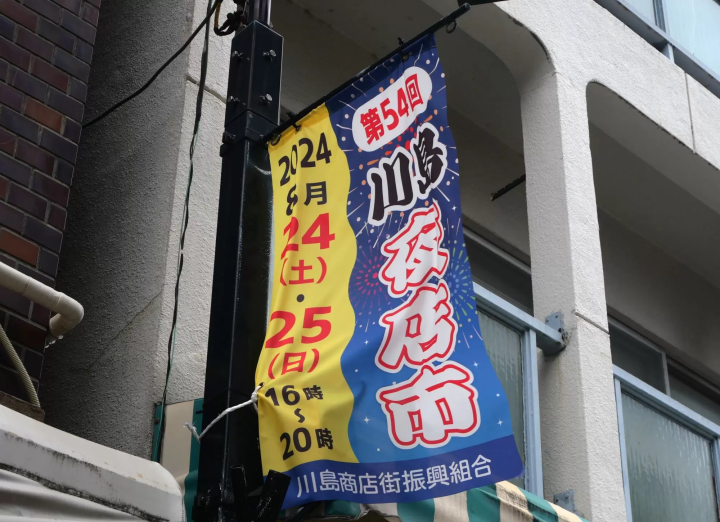 第54回
川島
夜店市
2024
8月
24
(土)
・
25
(日)
16時
～
20時
川島商店街振興組合